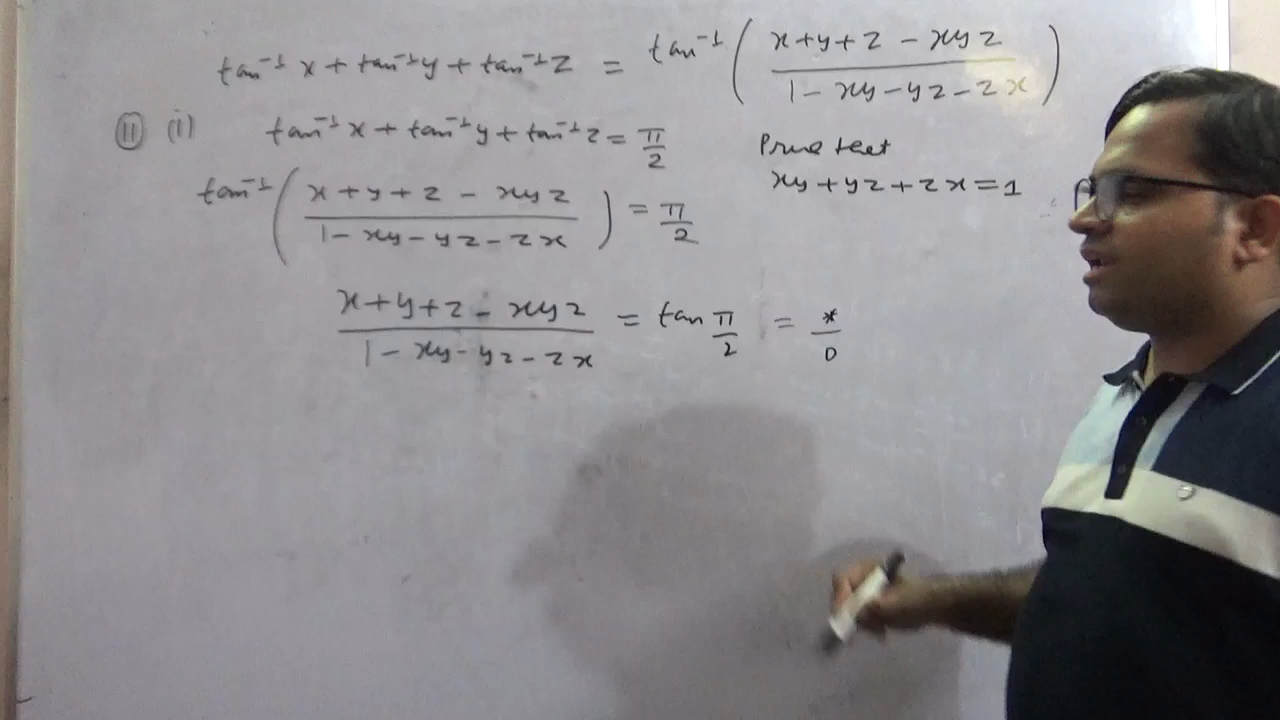 tan⁻¹ x + tan⁻¹ y + tan⁻¹ z = tan⁻¹ ( x+y+z - xyz / 1 - xy - yz - zx )
(11) (i) tan⁻¹ x + tan⁻¹ y + tan⁻¹ z = π/2
Prove that
xy + yz + zx = 1
tan⁻¹ ( x + y + z - xyz / 1 - xy - yz - zx ) = π/2
x+y+z - xyz / 1 - xy - yz - zx = tan π/2 = * / 0